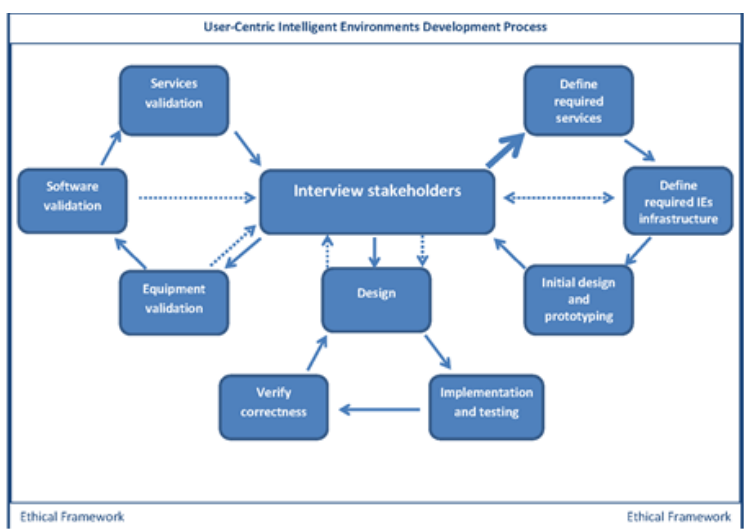 User-Centric Intelligent Environments Development Process
Services
validation
Define
required
services
Software
validation
Interview stakeholders
Define
required IEs
infrastructure
Equipment
validation
Design
Initial design
and
prototyping
Verify
correctness
Implementation
and testing
Ethical Framework
Ethical Framework